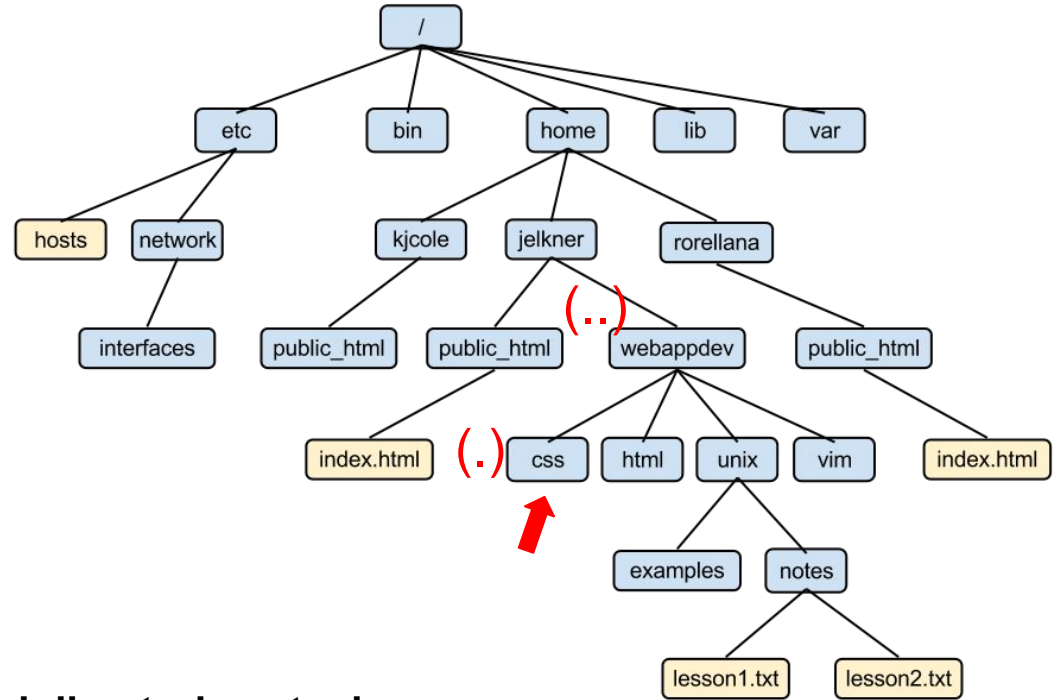 /
etc bin home lib var
hosts network kjcole jelkner rorellana
(..)
interfaces public_html public_html webappdev public_html
index.html (.) css html unix vim index.html
examples notes
lesson1.txt lesson2.txt